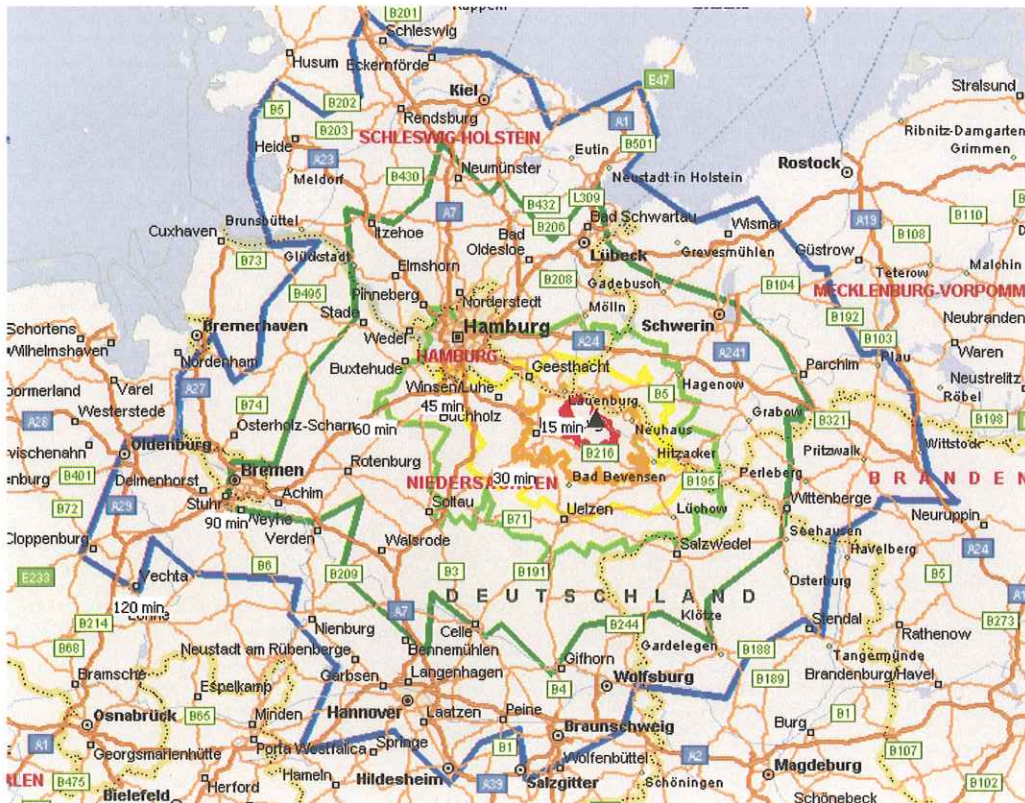 B201
Schleswig
Husum
Eckernförde
Kiel
E47
Stralsund
B5
B202
Rendsburg
A1
Ribnitz-Damgarten
B203
SCHLESWIG-HOLSTEIN
B501
Grimmen
Heide
A23
Eutin
Rostock
Meldorf
B430
Neumünster
Neustadt in Holstein
B432
L309
Brunsbüttel
A7
B206
Bad Schwartau
Wismar
A19
B110
Cuxhaven
Itzehoe
Bad
Oldesloe
Lübeck
Grevesmühlen
Güstrow
B108
B73
Glückstadt
Teterow
Malchin
Elmshorn
B208
Gadebusch
B104
MECKLENBURG-VORPOMM
B495
Pinneberg
Norderstedt
Mölln
B192
Stade
Schwerin
Neubranden
Schortens
Bremerhaven
Hamburg
A24
B103
Wilhelmshaven
Wedel
HAMBURG
A241
Parchim
Plau
Waren
Nordenham
Buxtehude
Geesthacht
Varel
A27
Winsen/Luhe
Hagenow
B5
Neustrelitz
Röbel
Westerstede
B74
45 min
Buchholz
Lauenburg
Grabow
B321
B198
A28
60 min
15 min
Neuhaus
Wittstock
Osterholz-Scharm
B216
Pritzwalk
Oldenburg
Hitzacker
B401
Bremen
Rotenburg
30 min
Bad Bevensen
Perleberg
BRANDEN
Delmenhorst
NIEDERSACHSEN
B195
Wittenberge
B72
A29
Stuhr
Achim
Soltau
Uelzen
Lüchow
Neuruppin
90 min
Weyhe
B71
Seehausen
Cloppenburg
Verden
Walsrode
Salzwedel
Havelberg
A24
E233
Vechta
B6
B209
B3
B191
Osterburg
B5
120 min
DEUTSCHLAND
B214
A7
Klötze
Nienburg
Celle
B244
Stendal
B273
B68
Neustadt am Rübenberge
Bennemühlen
Gardelegen
B188
Rathenow
Bramsche
Langenhagen
Gifhorn
Tangermünde
Espelkamp
Garbsen
B4
Wolfsburg
B189
Brandenburg/Havel
Osnabrück
B65
Minden
Hannover
Laatzen
Peine
Burg
B1
A1
Braunschweig
Georgsmarienhütte
Porta Westfalica
Springe
B1
A2
B107
Wolfenbüttel
B475
Hameln
Hildesheim
A39
Salzgitter
Schöningen
Magdeburg
B102
Herford
Bielefeld
Schönebeck